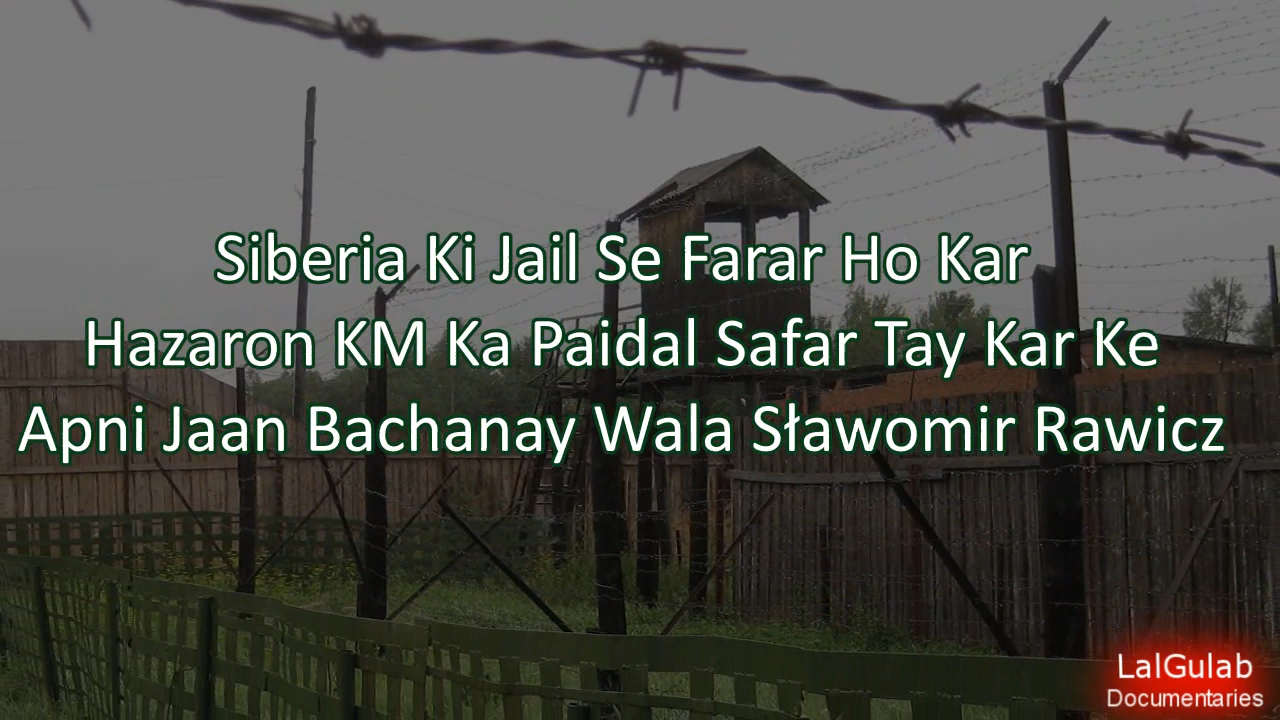 Siberia Ki Jail Se Farar Ho Kar
Hazaron KM Ka Paidal Safar Tay Kar Ke
Apni Jaan Bachanay Wala Sławomir Rawicz
LalGulab
Documentaries